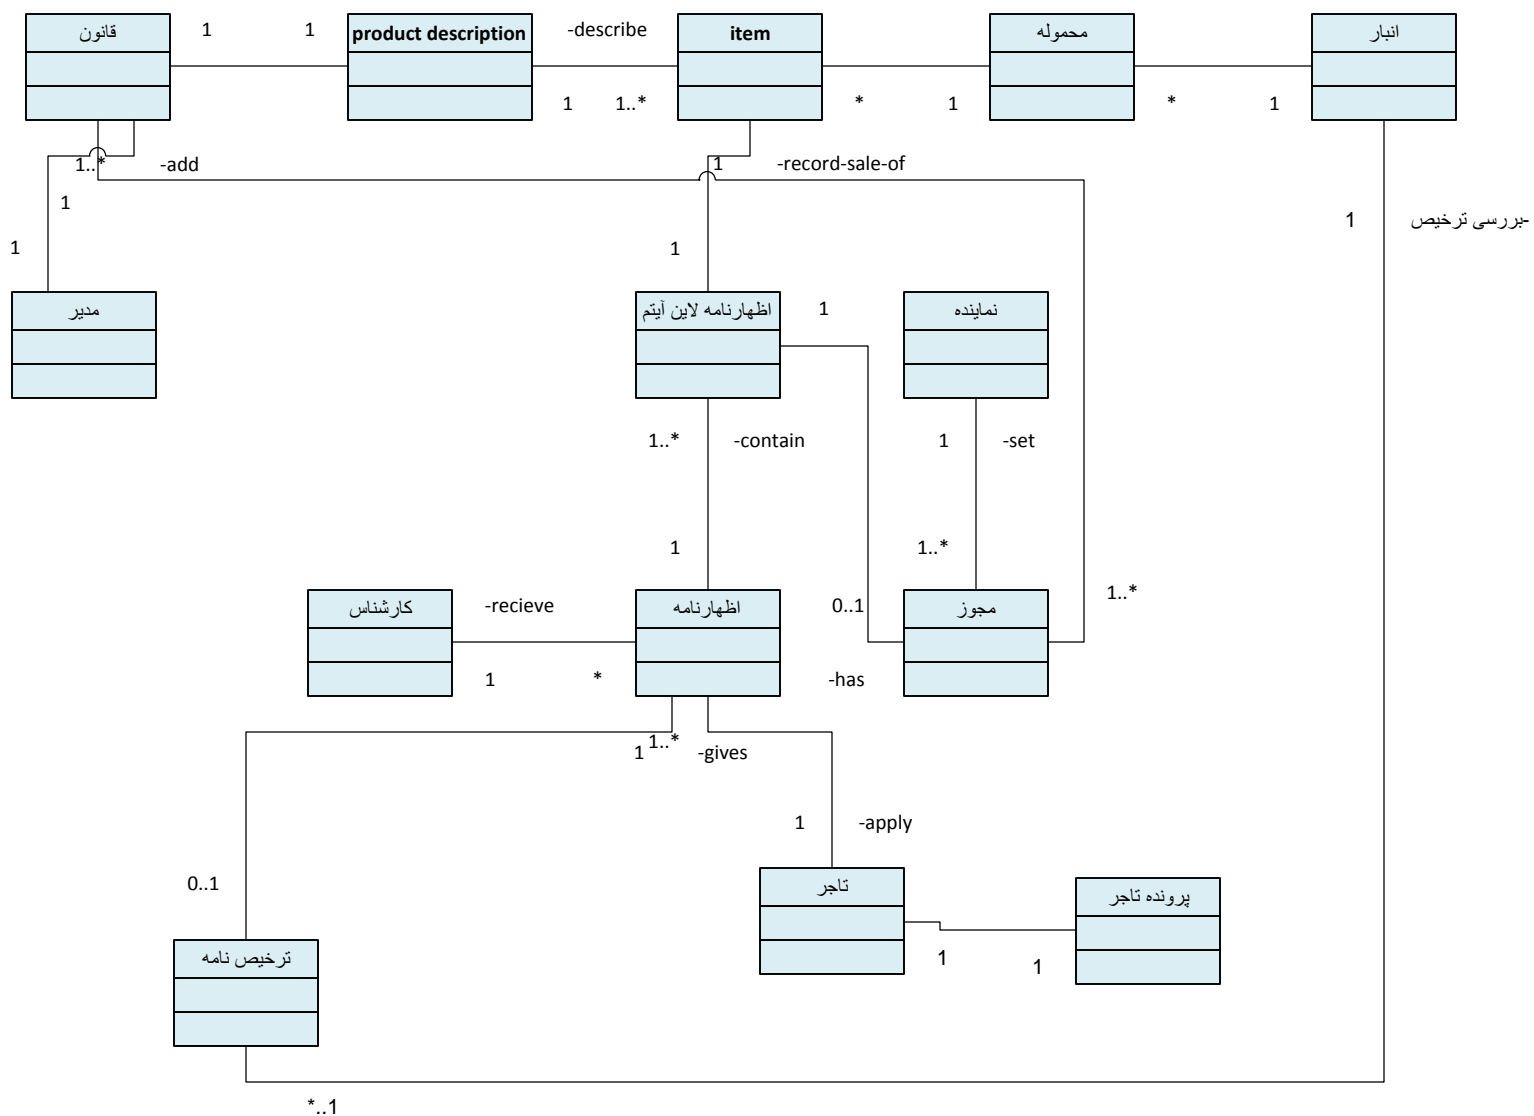 قانون
1
1
product description
-describe
item
محموله
انبار
1
1..*
*
1
*
1
1..*
-add
1
-record-sale-of
1
1
-بررسی ترخیص
1
1
مدیر
اظهارنامه لاین آیتم
1
نماینده
1..*
-contain
1
-set
1
1..*
کارشناس
-recieve
اظهارنامه
0..1
مجوز
1..*
1
*
-has
1
1..*
-gives
1
-apply
0..1
تاجر
پرونده تاجر
ترخیص نامه
1
1
*..1